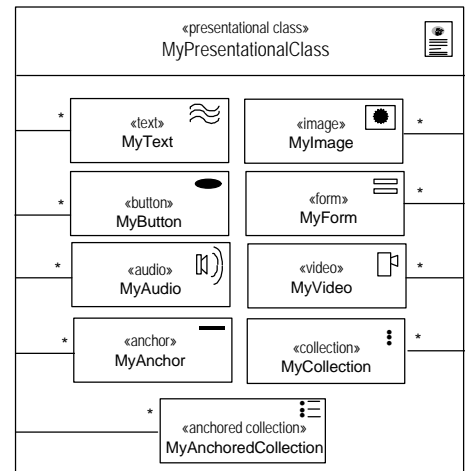 «presentational class»
MyPresentationalClass
*
«text»
MyText
«image»
MyImage
*
*
«button»
MyButton
«form»
MyForm
*
*
«audio»
MyAudio
«video»
MyVideo
*
*
«anchor»
MyAnchor
«collection»
MyCollection
*
*
«anchored collection»
MyAnchoredCollection